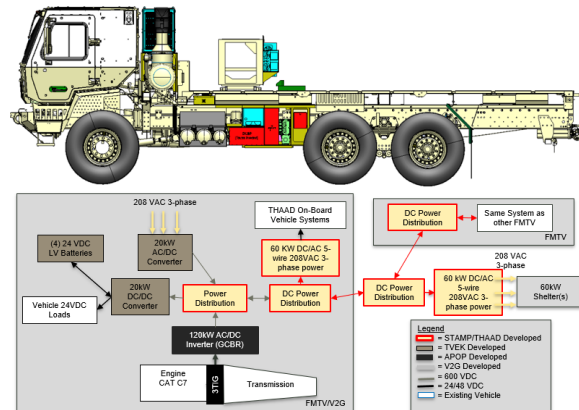 208 VAC 3-phase
(4) 24 VDC
LV Batteries
20kW
AC/DC
Converter
THAAD On-Board
Vehicle Systems
60 KW DC/AC 5-
wire 208VAC 3-
phase power
DC Power
Distribution
Same System as
other FMTV
FMTV
20kW
DC/DC
Converter
Power
Distribution
DC Power
Distribution
DC Power
Distribution
208 VAC
3-phase
60 kW DC/AC
5-wire
208VAC 3-
phase power
60kW
Shelter(s)
Vehicle 24VDC
Loads
120kW AC/DC
Inverter (GCBR)
Engine
CAT C7
3TIG
Transmission
FMTV/V2G
Legend
= STAMP/THAAD Developed
= TVEK Developed
= APOP Developed
= V2G Developed
= 600 VDC
= 24/48 VDC
= Existing Vehicle